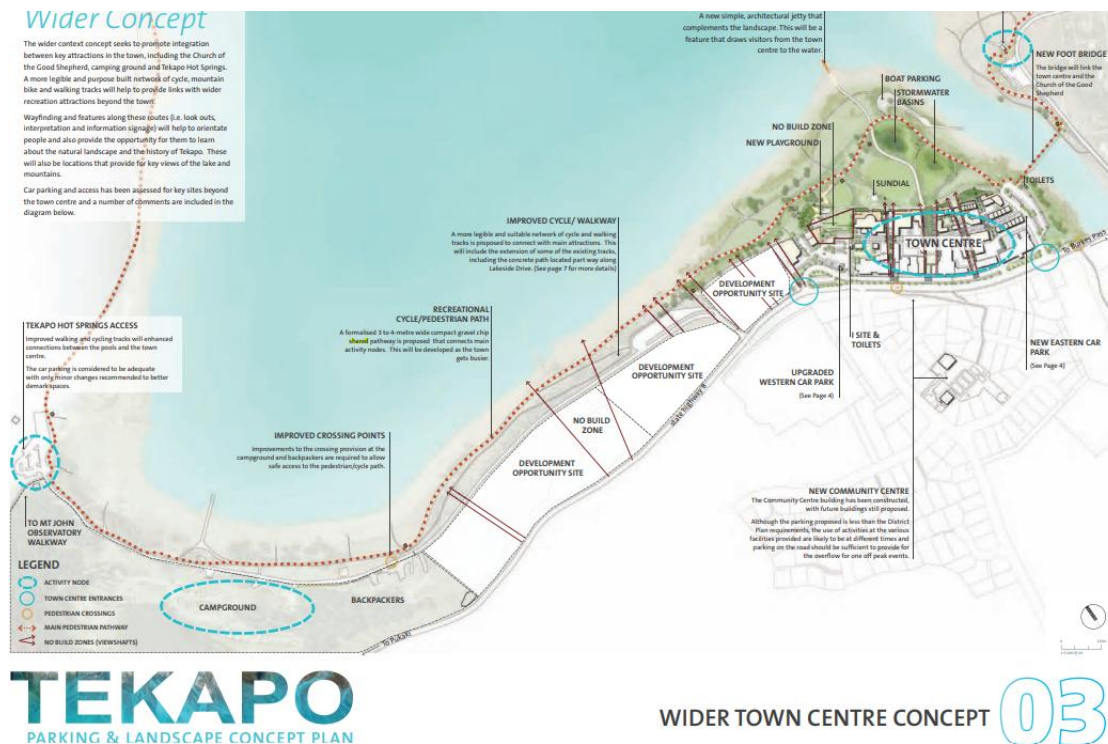 Wider Concept
The wider context concept seeks to promote integration
between key attractions in the town, including the Church of
the Good Shepherd, camping ground and Tekapo Hot Springs.
A more legible and purpose built network of cycle, mountain
bike and walking tracks will help to provide links with wider
recreation attractions beyond the town.
Wayfinding and features along these routes (i.e. look outs,
interpretation and information signage) will help to orientate
people and also provide the opportunity for them to learn
about the natural landscape and the history of Tekapo. These
will also be locations that provide for key views of the lake and
mountains.
Car parking and access has been assessed for key sites beyond
the town centre and a number of comments are included in the
diagram below.
A new simple, architectural jetty that
complements the landscape. This will be a
feature that draws visitors from the town
centre to the water.
NEW FOOT BRIDGE
The bridge will link the
town centre and the
Church of the Good
Shepherd
BOAT PARKING
STORMWATER
BASINS
NO BUILD ZONE
NEW PLAYGROUND
SUNDIAL
TOILETS
TOWN CENTRE
To Burkey Pass
IMPROVED CYCLE/ WALKWAY
A more legible and suitable network of cycle and walking
tracks is proposed to connect with main attractions. This
will include the extension of some of the existing tracks,
including the concrete path located part way along
Lakeside Drive. (See page 7 for more details)
DEVELOPMENT
OPPORTUNITY SITE
RECREATIONAL
CYCLE/PEDESTRIAN PATH
A formalised 3 to 4-metre wide compact gravel chip
shared pathway is proposed that connects main
activity nodes. This will be developed as the town
gets busier.
TEKAPO HOT SPRINGS ACCESS
Improved walking and cycling tracks will enhanced
connections between the pools and the town
centre.
The car parking is considered to be adequate
with only minor changes recommended to better
demark spaces.
I SITE &
TOILETS
NEW EASTERN CAR
PARK
(See Page 4)
UPGRADED
WESTERN CAR PARK
(See Page 4)
DEVELOPMENT
OPPORTUNITY SITE
state highway 8
NO BUILD
ZONE
IMPROVED CROSSING POINTS
Improvements to the crossing provision at the
campground and backpackers are required to allow
safe access to the pedestrian/cycle path.
DEVELOPMENT
OPPORTUNITY SITE
NEW COMMUNITY CENTRE
The Community Centre building has been constructed,
with future buildings still proposed.
Although the parking proposed is less than the District
Plan requirements, the use of activities at the various
facilities provided are likely to be at different times and
parking on the road should be sufficient to provide for
the overflow for one off peak events.
TO MT JOHN
OBSERVATORY
WALKWAY
LEGEND
ACTIVITY NODE
TOWN CENTRE ENTRANCES
PEDESTRIAN CROSSINGS
MAIN PEDESTRIAN PATHWAY
NO BUILD ZONES (VIEWSHAFTS)
CAMPGROUND
BACKPACKERS
To Pukaki
TEKAPO
PARKING & LANDSCAPE CONCEPT PLAN
WIDER TOWN CENTRE CONCEPT
03